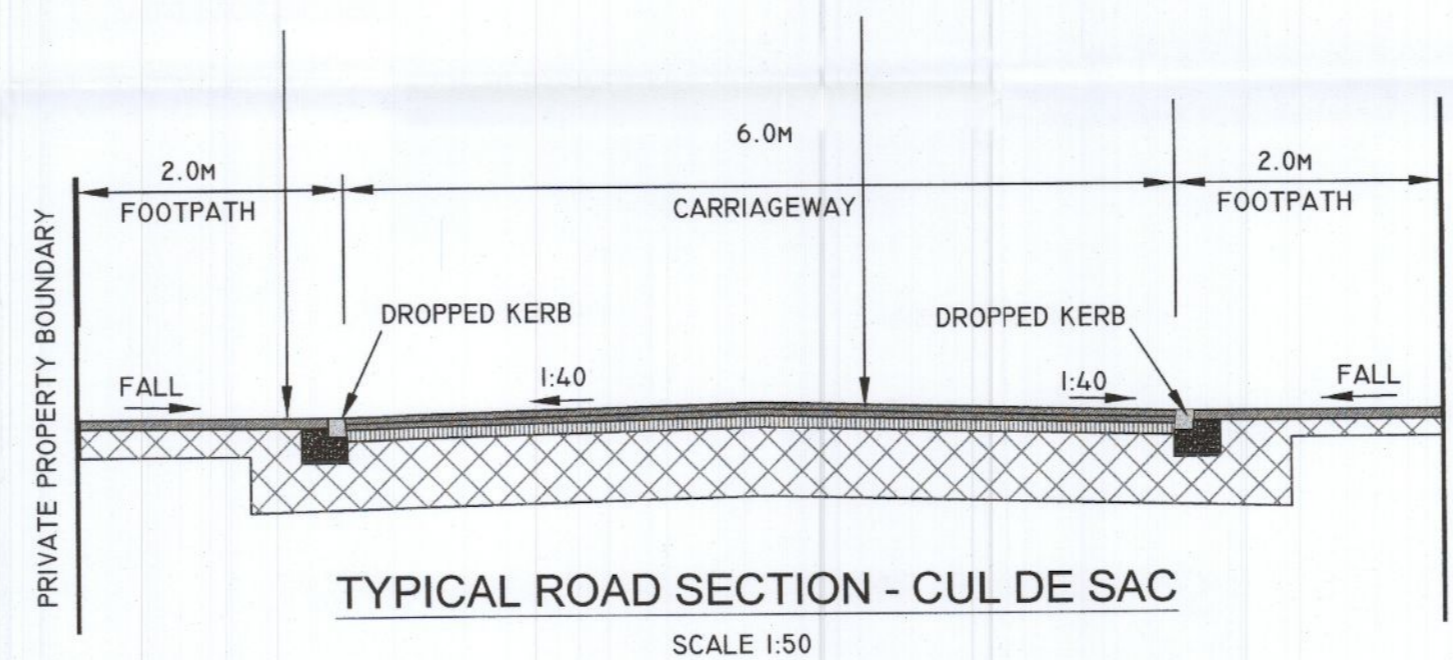 6.0M
2.0M
FOOTPATH
CARRIAGEWAY
2.0M
FOOTPATH
PRIVATE PROPERTY BOUNDARY
DROPPED KERB
DROPPED KERB
FALL
1:40
1:40
FALL
TYPICAL ROAD SECTION - CUL DE SAC
SCALE 1:50